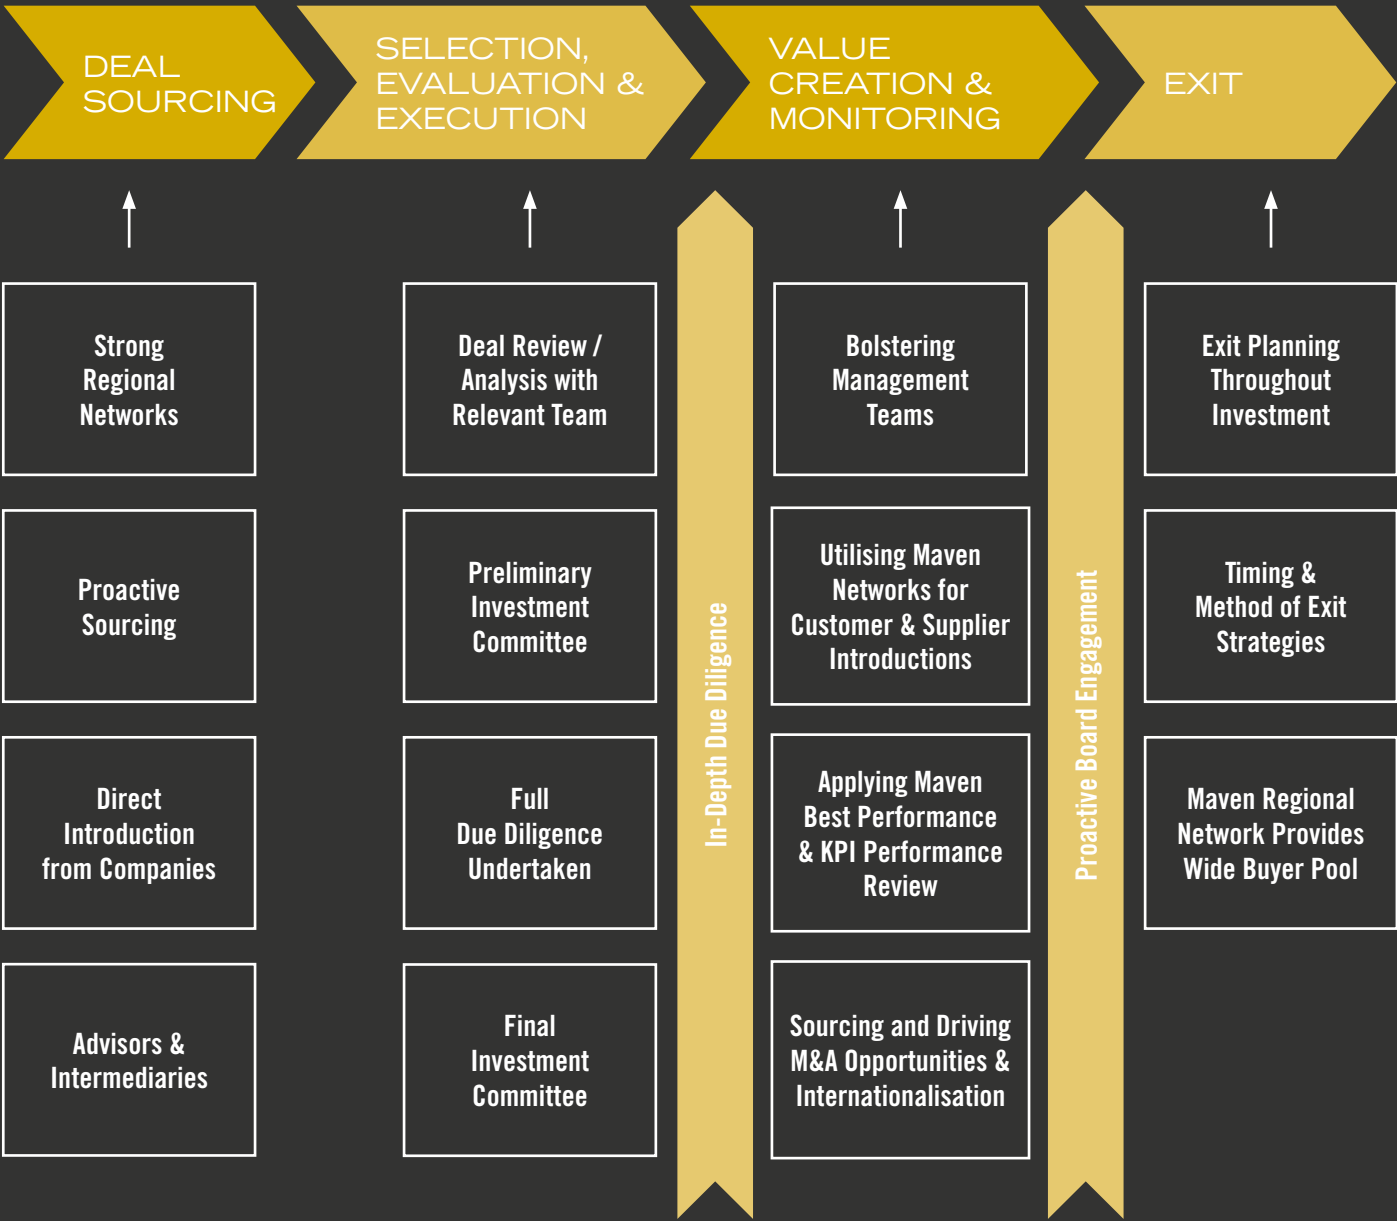 DEAL
SOURCING
SELECTION,
EVALUATION &
EXECUTION
VALUE
CREATION &
MONITORING
EXIT
Strong
Regional
Networks
Proactive
Sourcing
Direct
Introduction
from Companies
Advisors &
Intermediaries
Deal Review /
Analysis with
Relevant Team
Preliminary
Investment
Committee
Full
Due Diligence
Undertaken
Final
Investment
Committee
In-Depth Due Diligence
Bolstering
Management
Teams
Utilising Maven
Networks for
Customer & Supplier
Introductions
Applying Maven
Best Performance
& KPI Performance
Review
Sourcing and Driving
M&A Opportunities &
Internationalisation
Proactive Board Engagement
Exit Planning
Throughout
Investment
Timing &
Method of Exit
Strategies
Maven Regional
Network Provides
Wide Buyer Pool